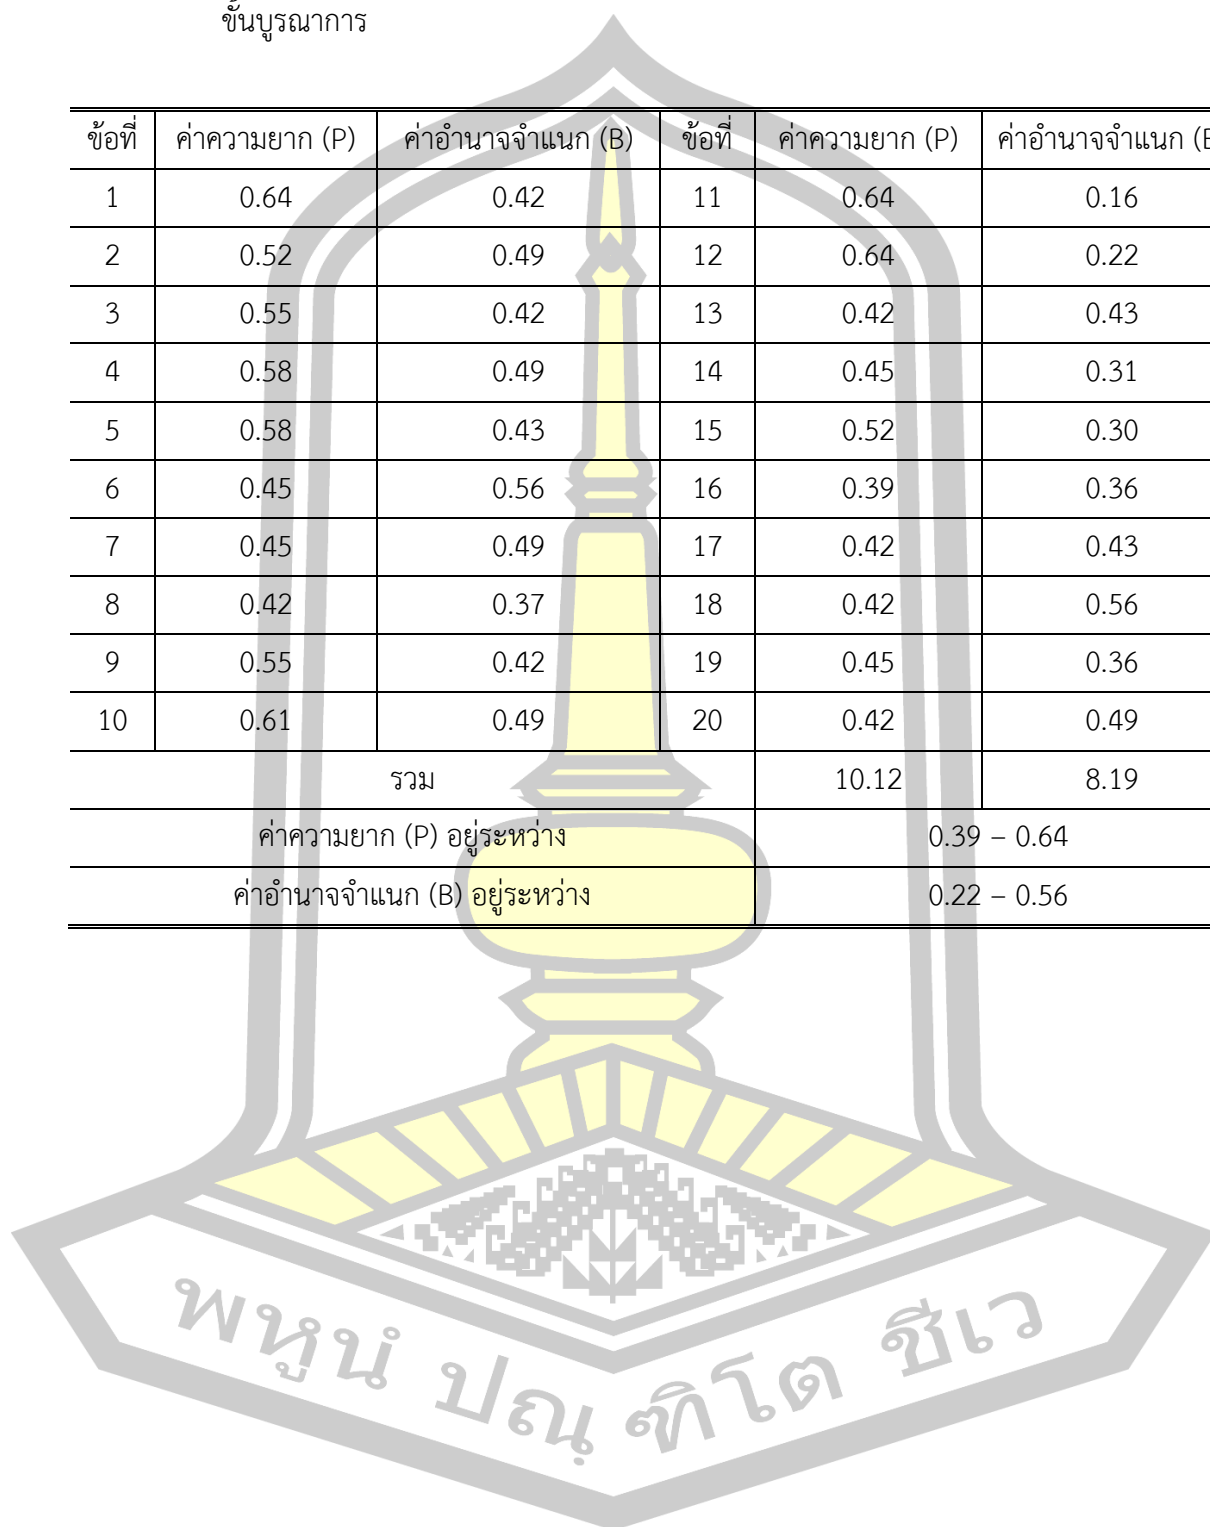 ขั้นบูรณาการ
ข้อที่ ค่าความยาก (P) ค่าอำนาจจำแนก (B) ข้อที่ ค่าความยาก (P) ค่าอำนาจจำแนก (B
1 0.64 0.42 11 0.64 0.16
2 0.52 0.49 12 0.64 0.22
3 0.55 0.42 13 0.42 0.43
4 0.58 0.49 14 0.45 0.31
5 0.58 0.43 15 0.52 0.30
6 0.45 0.56 16 0.39 0.36
7 0.45 0.49 17 0.42 0.43
8 0.42 0.37 18 0.42 0.56
9 0.55 0.42 19 0.45 0.36
10 0.61 0.49 20 0.42 0.49
รวม 10.12 8.19
ค่าความยาก (P) อยู่ระหว่าง 0.39 – 0.64
ค่าอำนาจจำแนก (B) อยู่ระหว่าง 0.22 – 0.56
พหูนํ ปณฺฑิโต ชีเว